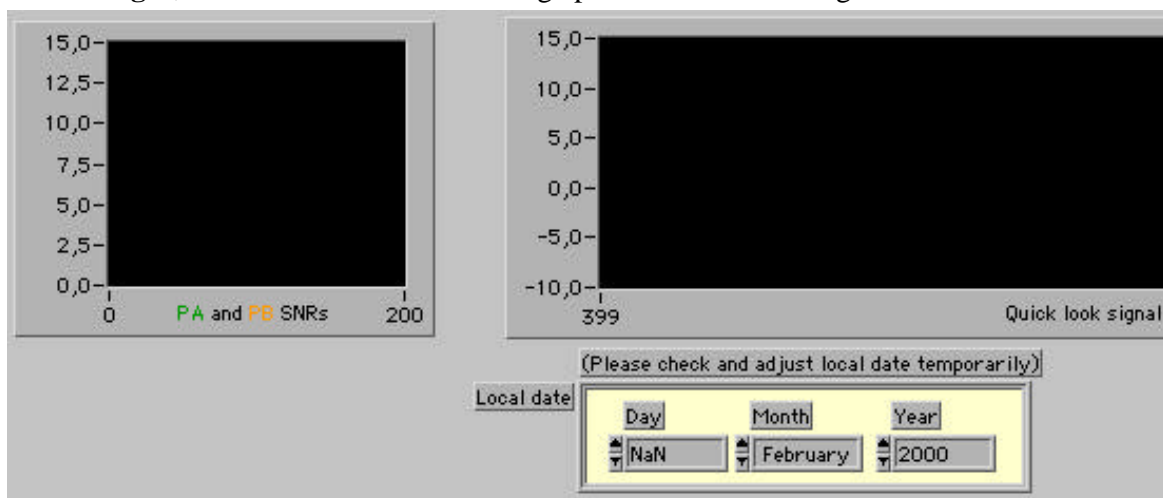 15,0
12,5
10,0
7,5
5,0
2,5
0,0
0 PA and PB SNRs 200
15,0
10,0
5,0
0,0
-5,0
-10,0
399 Quick look signal
(Please check and adjust local date temporarily)
Local date
Day Month Year
NaN February 2000